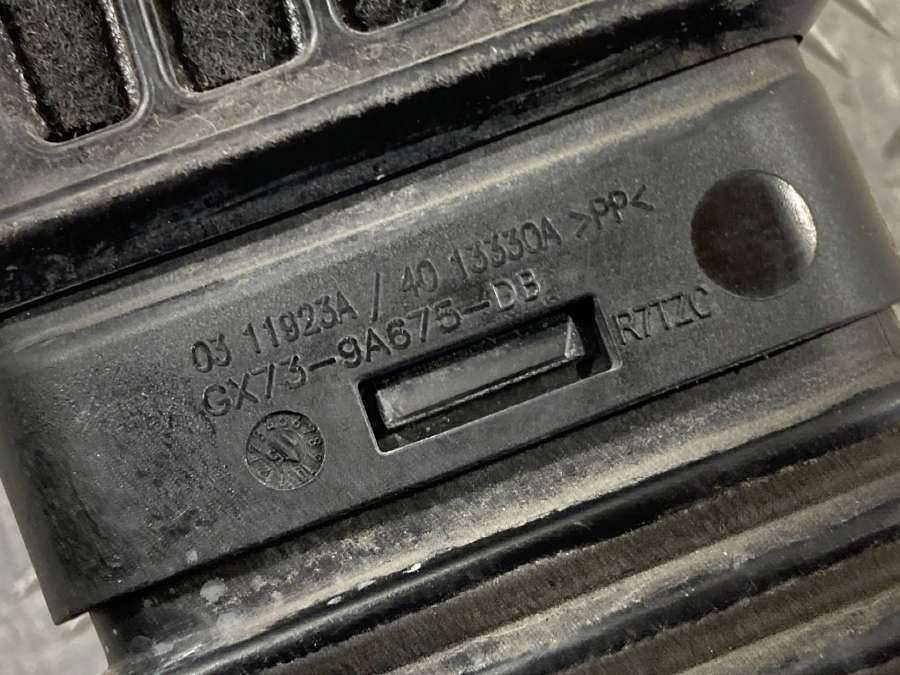 03 11923A / 40 13330A >PP<
GX73-9A675-DB
R7TZC